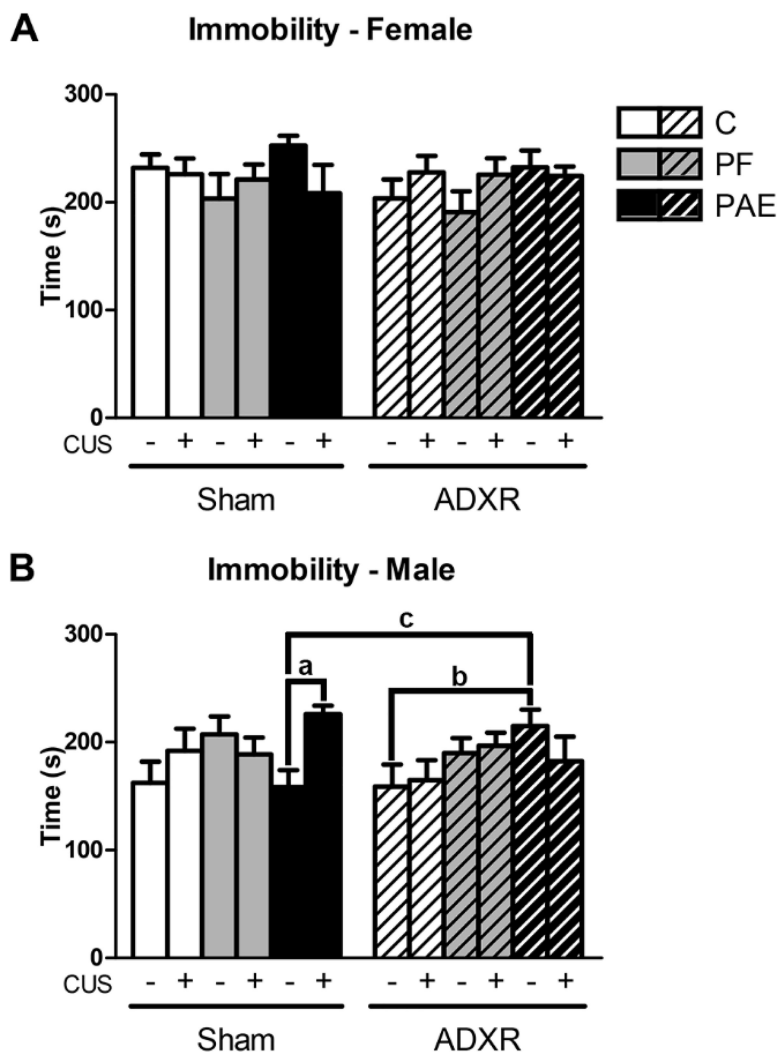 A
Immobility - Female
300
200
100
0
Time (s)
C
PF
PAE
CUS - + - + - + - + - + - +
Sham ADXR
B
Immobility - Male
300
200
100
0
Time (s)
c
a
b
CUS - + - + - + - + - + - +
Sham ADXR